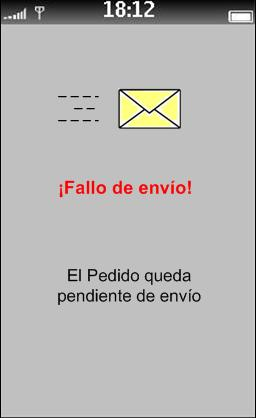 18:12
¡Fallo de envío!
El Pedido queda
pendiente de envío